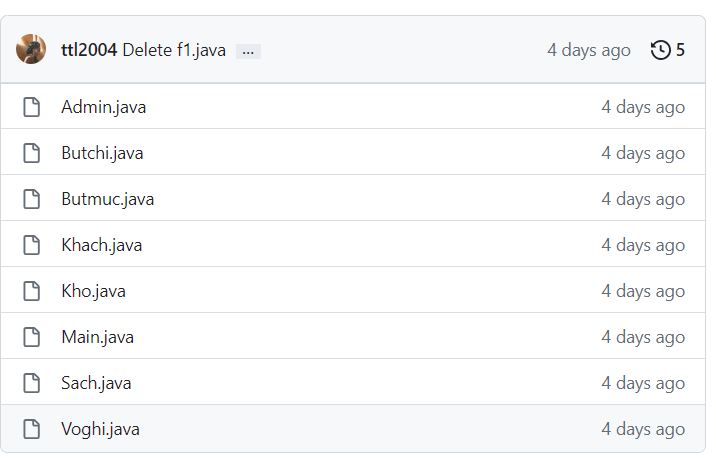 ttl2004 Delete f1.java ... 4 days ago 5
Admin.java 4 days ago
Butchi.java 4 days ago
Butmuc.java 4 days ago
Khach.java 4 days ago
Kho.java 4 days ago
Main.java 4 days ago
Sach.java 4 days ago
Voghi.java 4 days ago